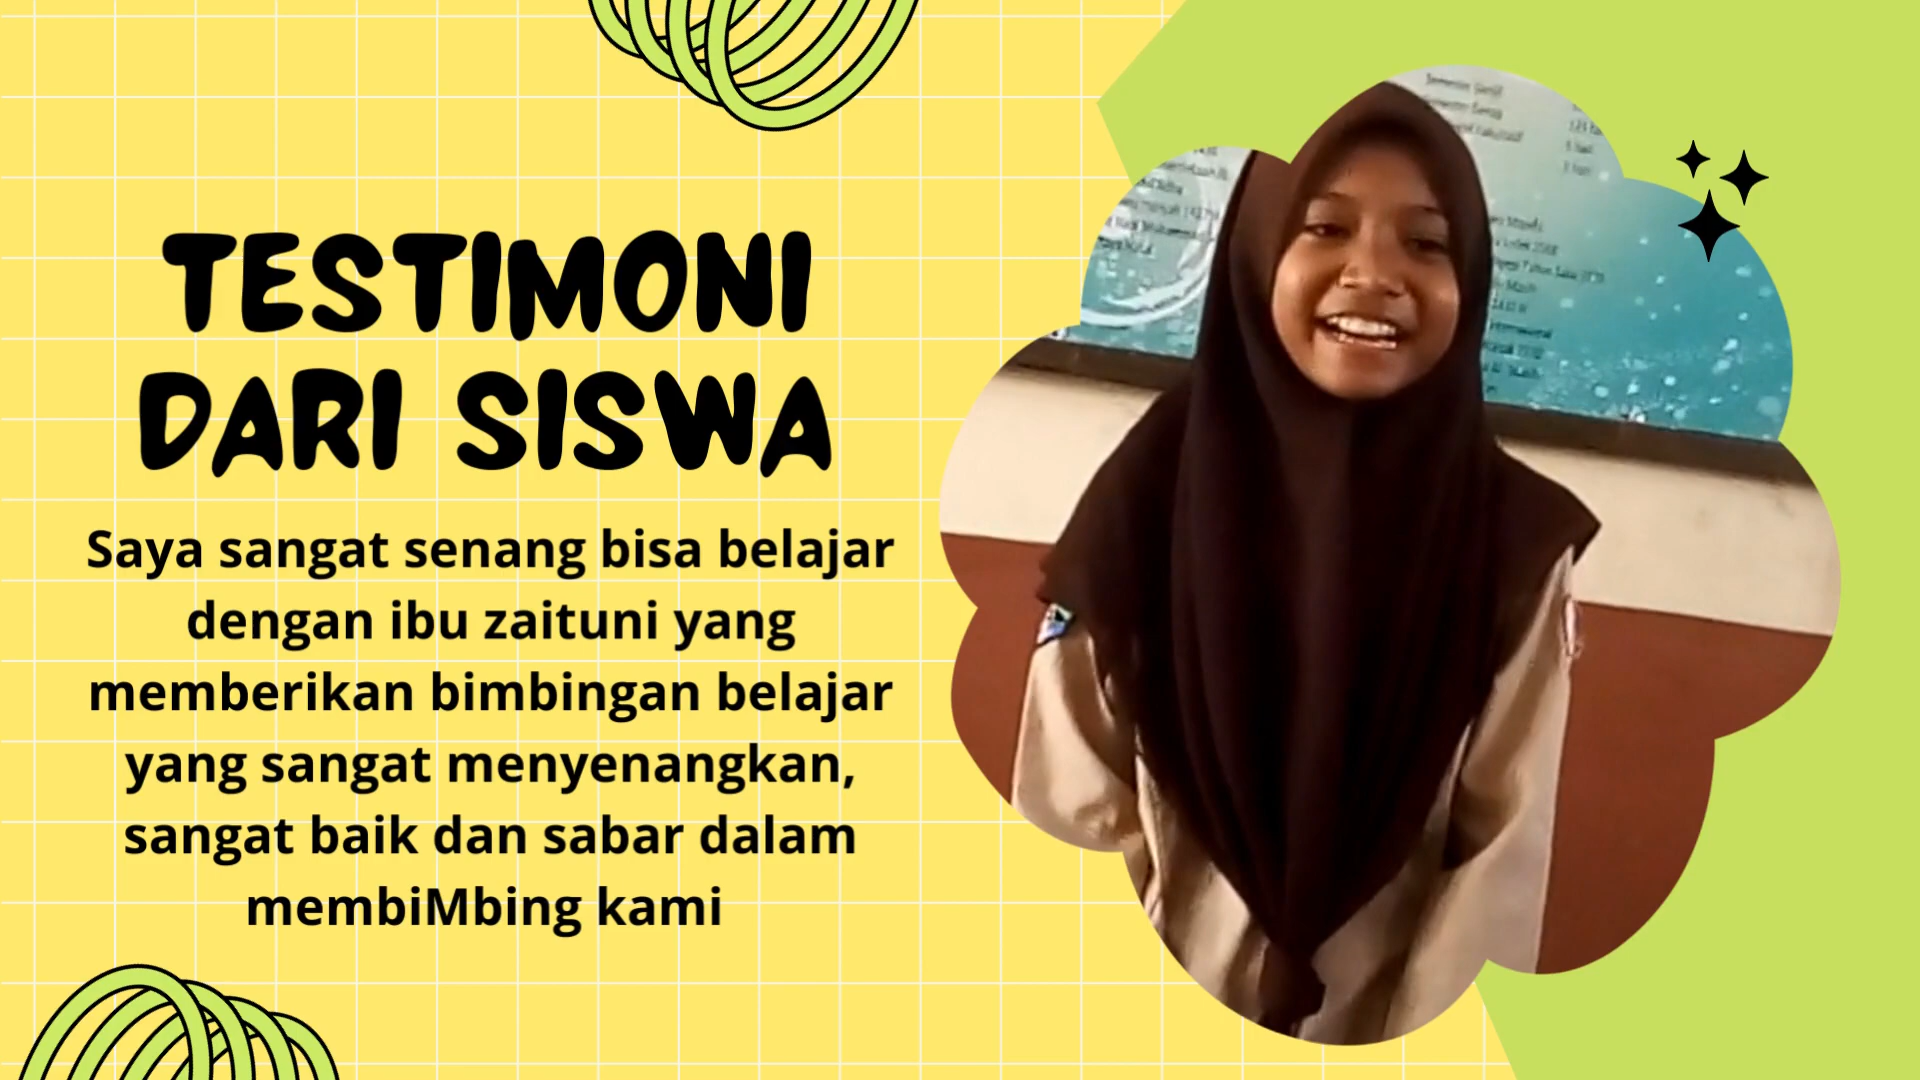 TESTIMONI
DARI SISWA
Saya sangat senang bisa belajar
dengan ibu zaituni yang
memberikan bimbingan belajar
yang sangat menyenangkan,
sangat baik dan sabar dalam
membiMbing kami